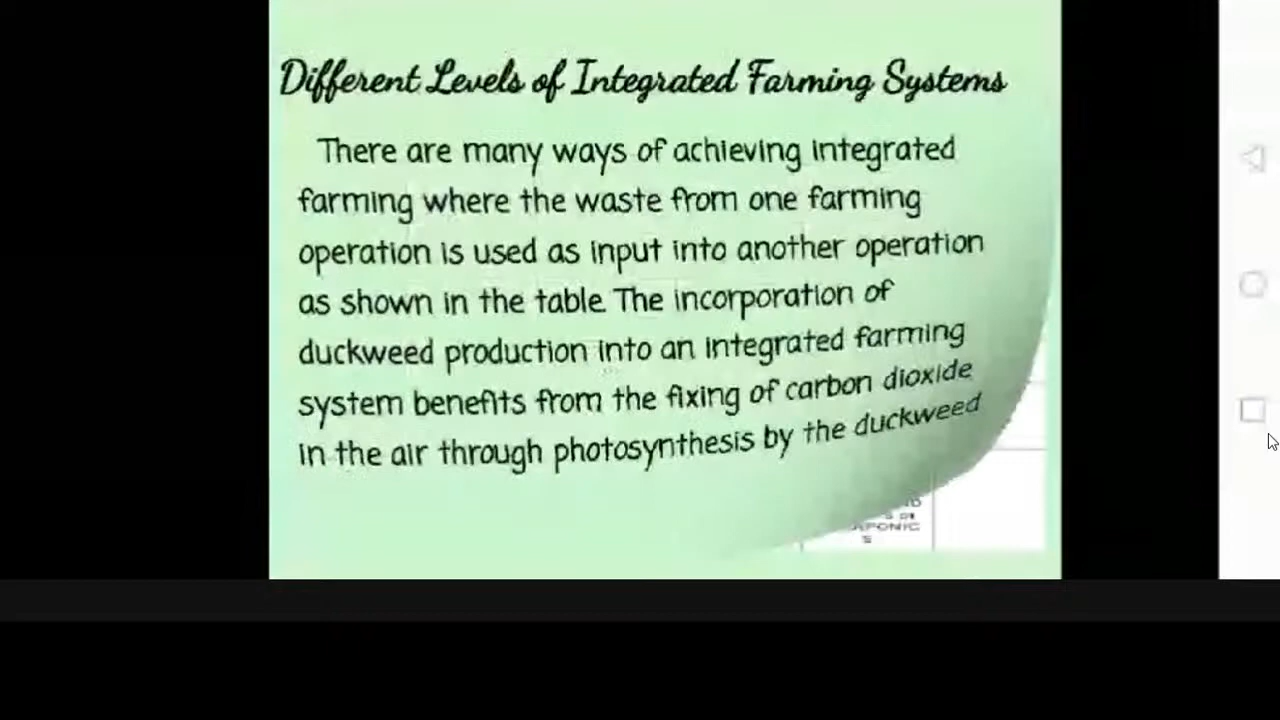 Different Levels of Integrated Farming Systems
There are many ways of achieving integrated
farming where the waste from one farming
operation is used as input into another operation
as shown in the table. The incorporation of
duckweed production into an integrated farming
system benefits from the fixing of carbon dioxide
in the air through photosynthesis by the duckweed